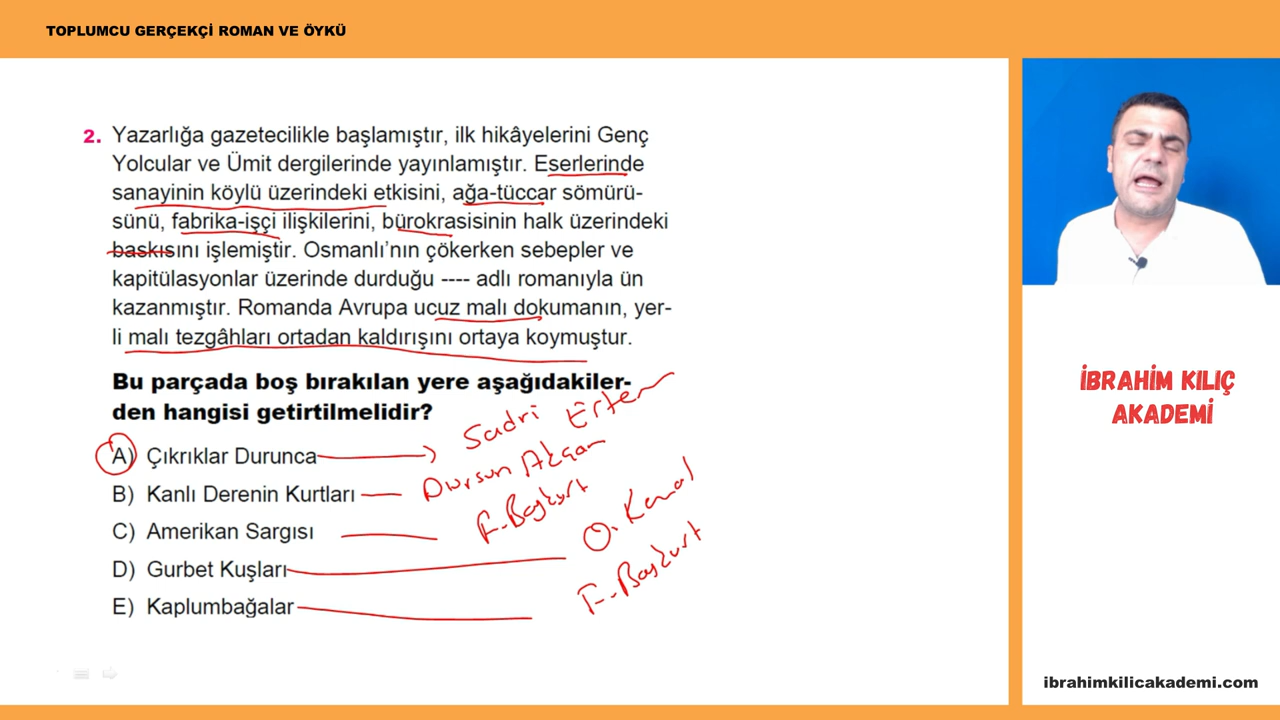 TOPLUMCU GERÇEKÇİ ROMAN VE ÖYKÜ
2. Yazarlığa gazetecilikle başlamıştır, ilk hikâyelerini Genç
Yolcular ve Ümit dergilerinde yayınlamıştır. Eserlerinde
sanayinin köylü üzerindeki etkisini, ağa-tüccar sömürü-
sünü, fabrika-işçi ilişkilerini, bürokrasisinin halk üzerindeki
baskısını işlemiştir. Osmanlı'nın çökerken sebepler ve
kapitülasyonlar üzerinde durduğu ---- adlı romanıyla ün
kazanmıştır. Romanda Avrupa ucuz malı dokumanın, yer-
li malı tezgâhları ortadan kaldırışını ortaya koymuştur.
Bu parçada boş bırakılan yere aşağıdakiler-
den hangisi getirtilmelidir?
A) Çıkrıklar Durunca Sadri Ertem
B) Kanlı Derenin Kurtları Dursun Akçam
C) Amerikan Sargısı F. Baykurt
D) Gurbet Kuşları O. Kemal
E) Kaplumbağalar F. Baykurt
İBRAHİM KILIÇ
AKADEMİ
ibrahimkilicakademi.com